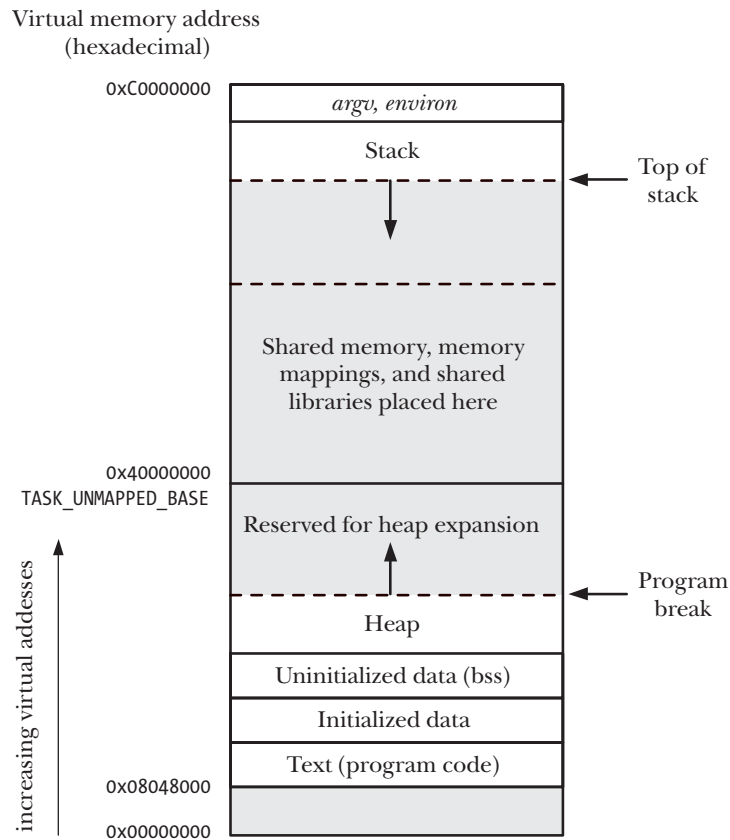 Virtual memory address
(hexadecimal)
0xC0000000
argv, environ
Stack
Top of
stack
Shared memory, memory
mappings, and shared
libraries placed here
0x40000000
TASK_UNMAPPED_BASE
Reserved for heap expansion
Program
break
Heap
Uninitialized data (bss)
Initialized data
Text (program code)
0x08048000
0x00000000
increasing virtual addesses